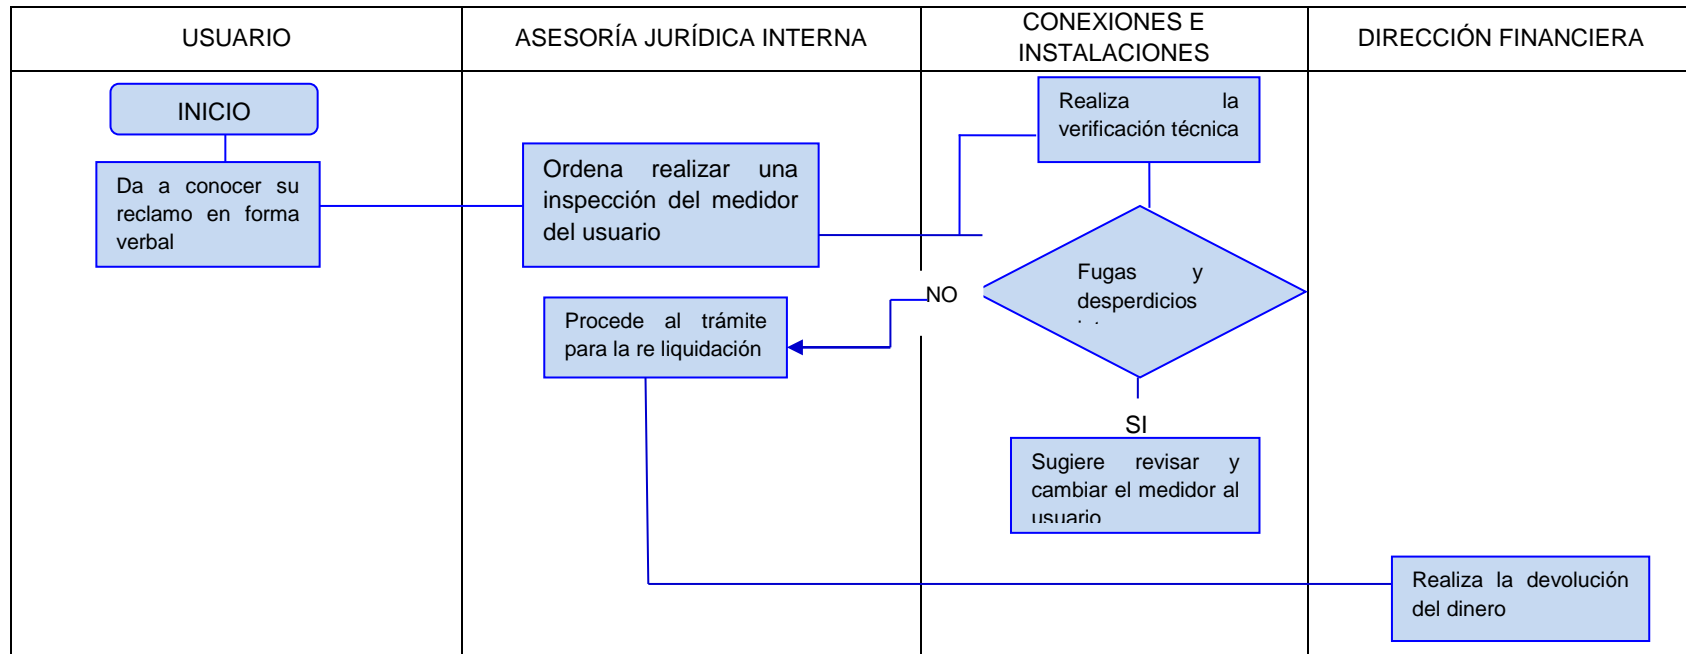 USUARIO
ASESORÍA JURÍDICA INTERNA
CONEXIONES E
INSTALACIONES
DIRECCIÓN FINANCIERA
INICIO
Da a conocer su
reclamo en forma
verbal
Ordena realizar una
inspección del medidor
del usuario
Realiza la
verificación técnica
Fugas y
desperdicios
NO
Procede al trámite
para la re liquidación
SI
Sugiere revisar y
cambiar el medidor al
usuario
Realiza la devolución
del dinero